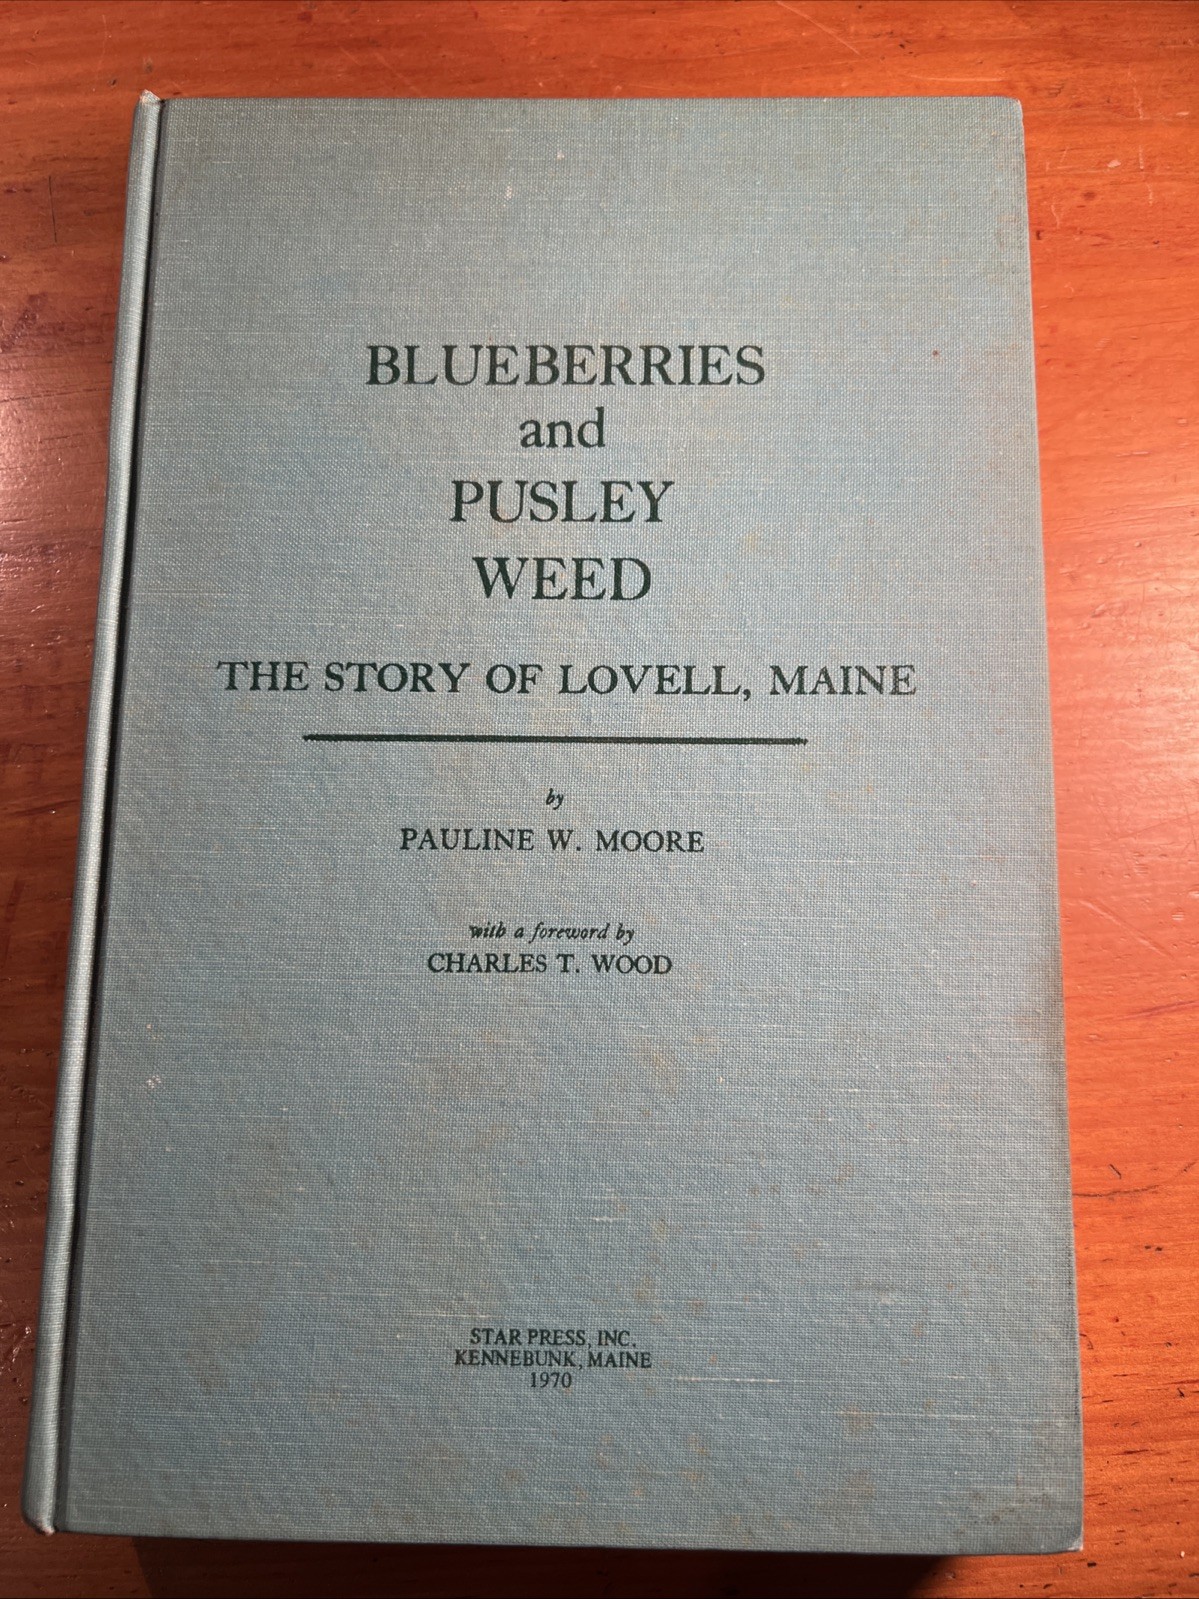 BLUEBERRIES
and
PUSLEY
WEED
THE STORY OF LOVELL, MAINE
by
PAULINE W. MOORE
with a foreword by
CHARLES T. WOOD
STAR PRESS, INC.
KENNEBUNK, MAINE
1970